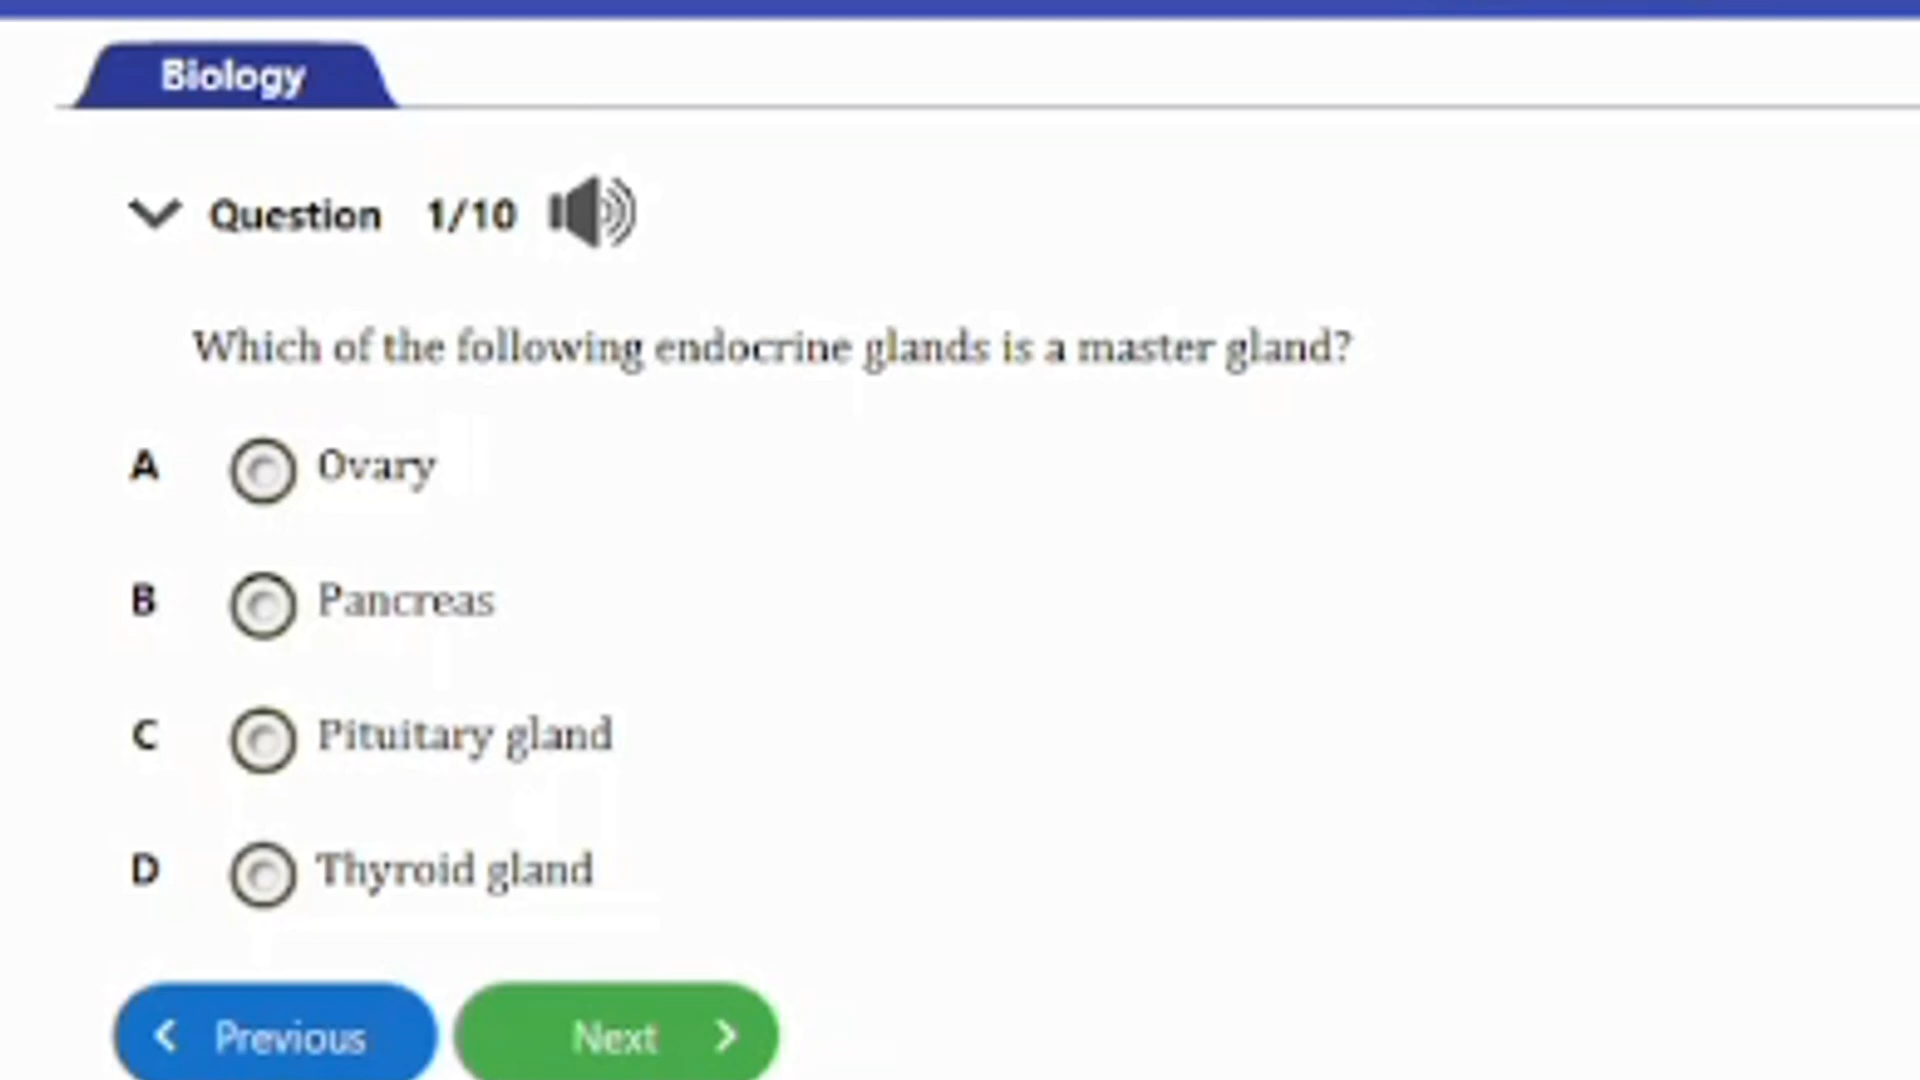 Biology
Question 1/10
Which of the following endocrine glands is a master gland?
A Ovary
B Pancreas
C Pituitary gland
D Thyroid gland
Previous Next